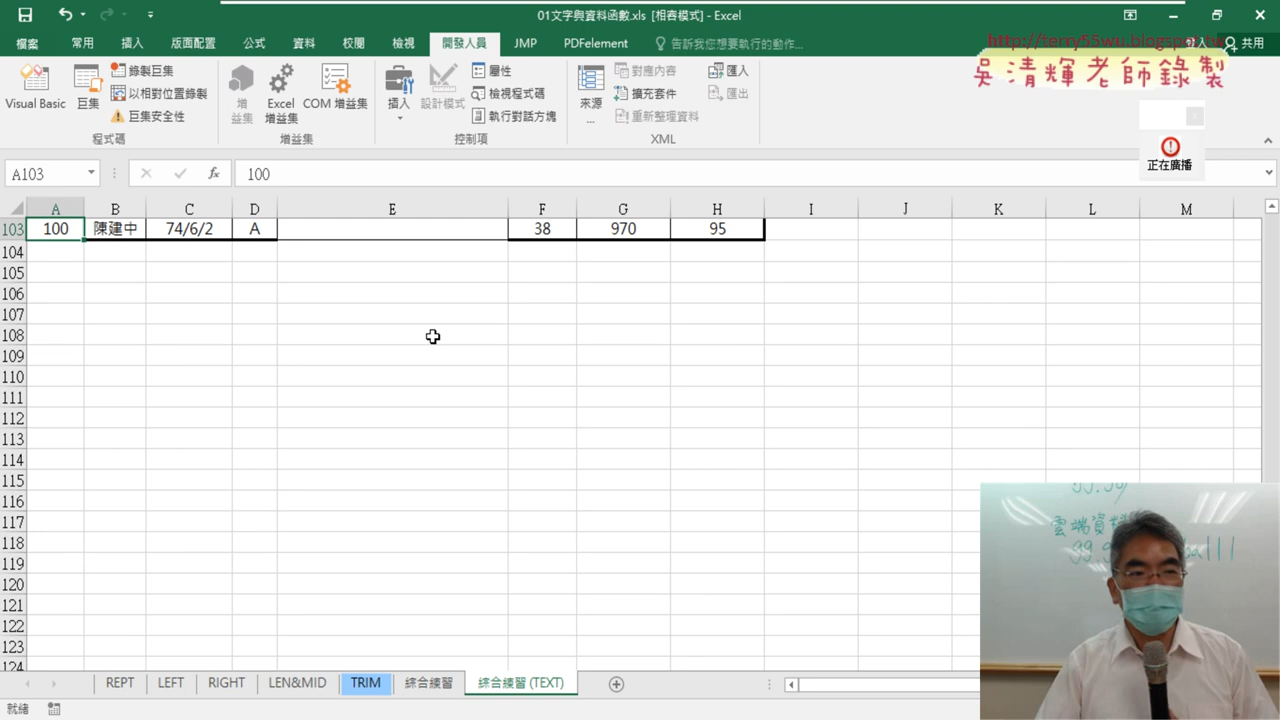 01文字與資料函數.xls [相容模式] - Excel
檔案 常用 插入 版面配置 公式 資料 校閱 檢視 開發人員 JMP PDFelement 告訴我您想要執行的動作... 共用
http://terry55wu.blogspot.tw
吳清輝老師錄製
Visual Basic 巨集 錄製巨集 以相對位置錄製 巨集安全性
增益集 Excel 增益集 COM 增益集
插入 設計模式 屬性 檢視程式碼 執行對話方塊
來源... 對應內容 擴充套件 重新整理資料 匯入 匯出
程式碼 增益集 控制項 XML
正在廣播
A103 fx 100
A B C D E F G H I J K L M
103 100 陳建中 74/6/2 A 38 970 95
104
105
106
107
108
109
110
111
112
113
114
115
116
117
118
119
120
121
122
123
124
雲端資
REPT LEFT RIGHT LEN&MID TRIM 綜合練習 綜合練習 (TEXT)
就緒